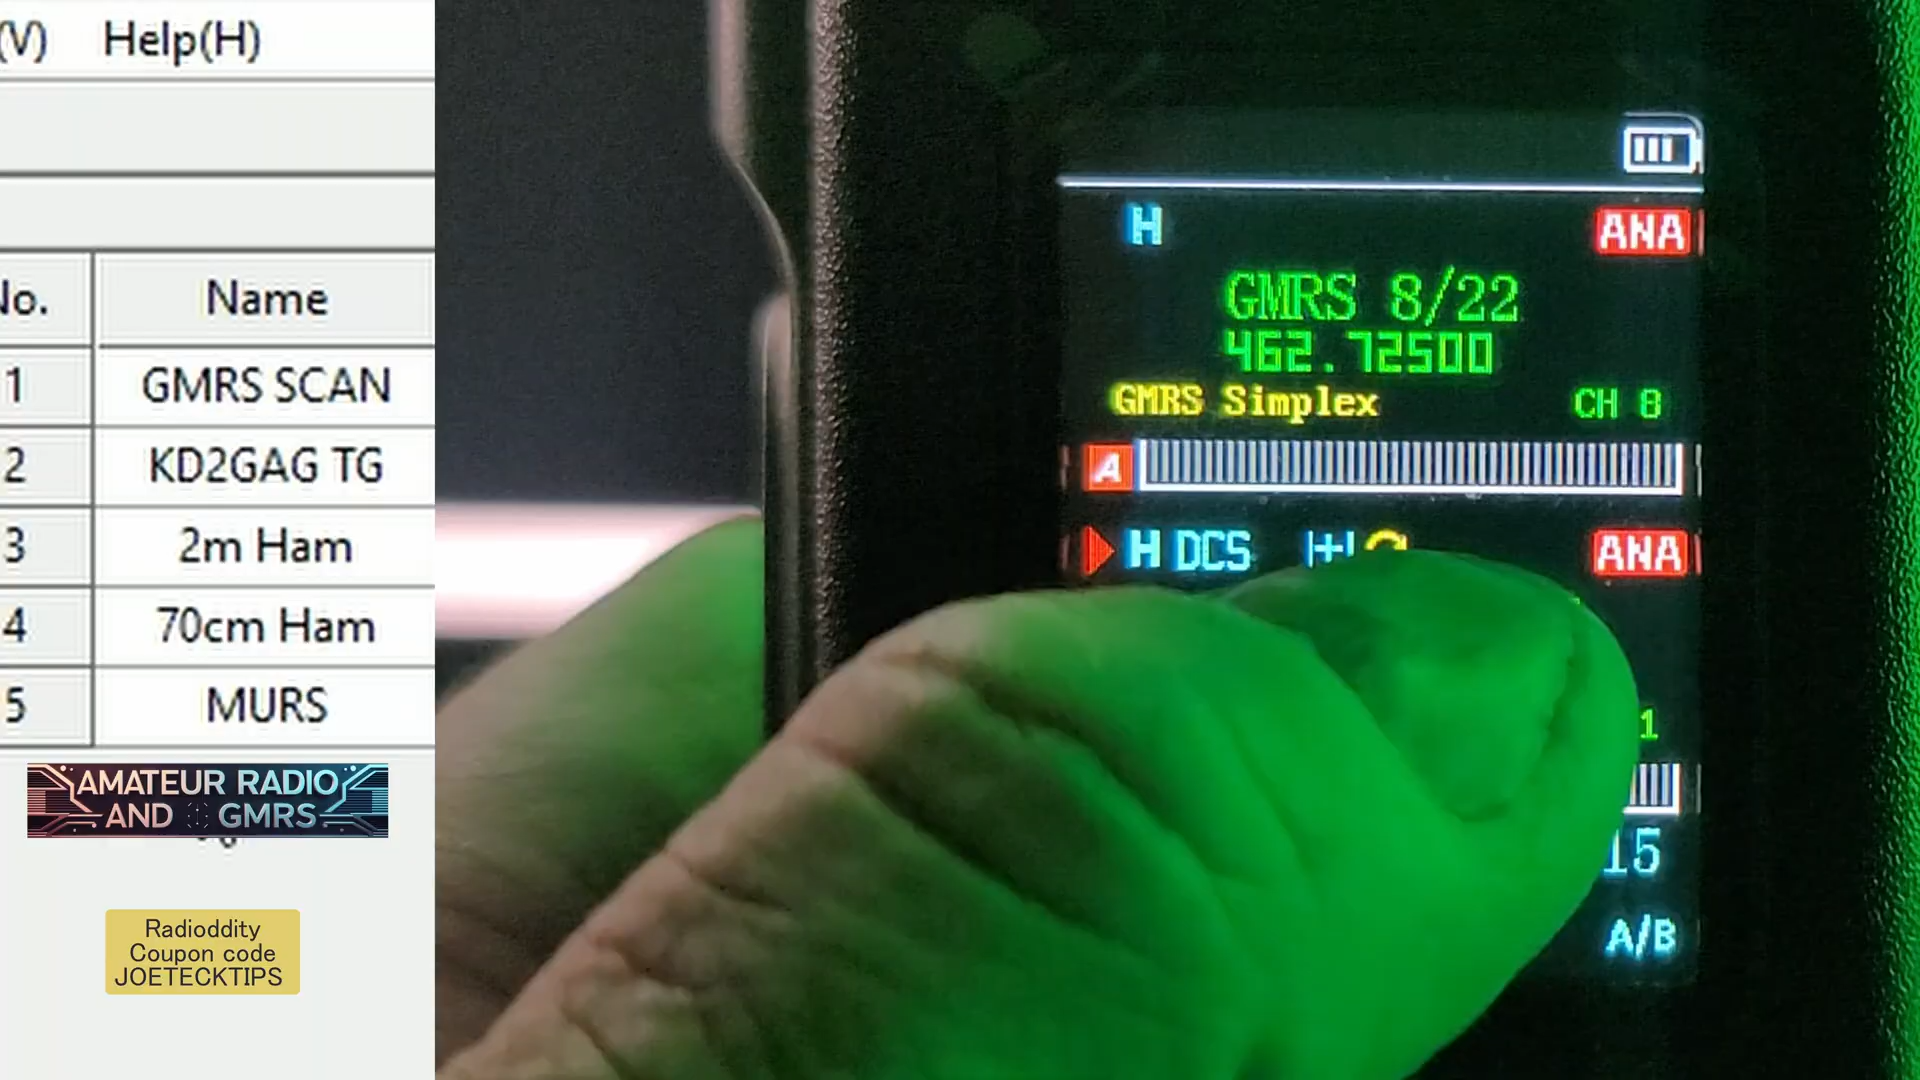 (V) Help(H)
No. Name
1 GMRS SCAN
2 KD2GAG TG
3 2m Ham
4 70cm Ham
5 MURS
AMATEUR RADIO
AND GMRS
Radioddity
Coupon code
JOETECKTIPS
H ANA
GMRS 8/22
462.72500
GMRS Simplex CH 8
A
H DCS |+| ANA
1
15
A/B